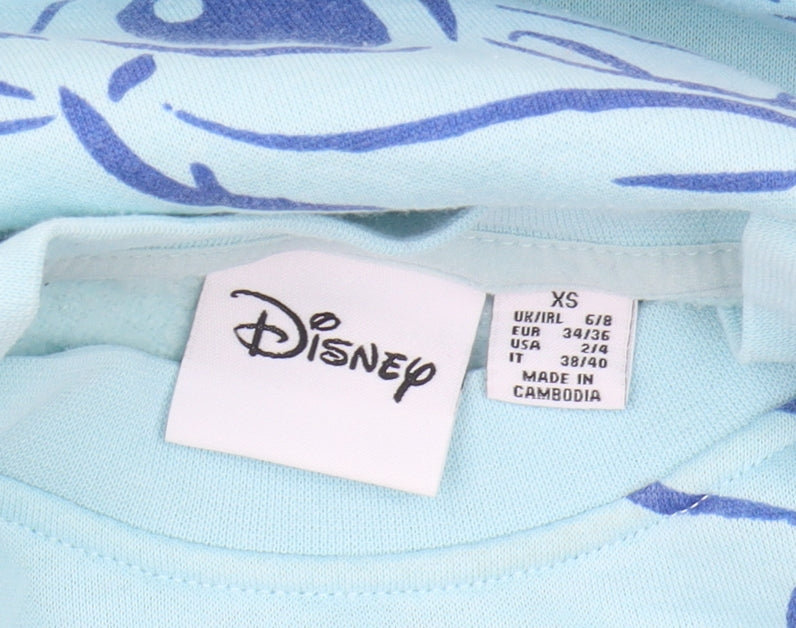 Disney
XS
UK/IRL 6/8
EUR 34/36
USA 2/4
IT 38/40
MADE IN
CAMBODIA